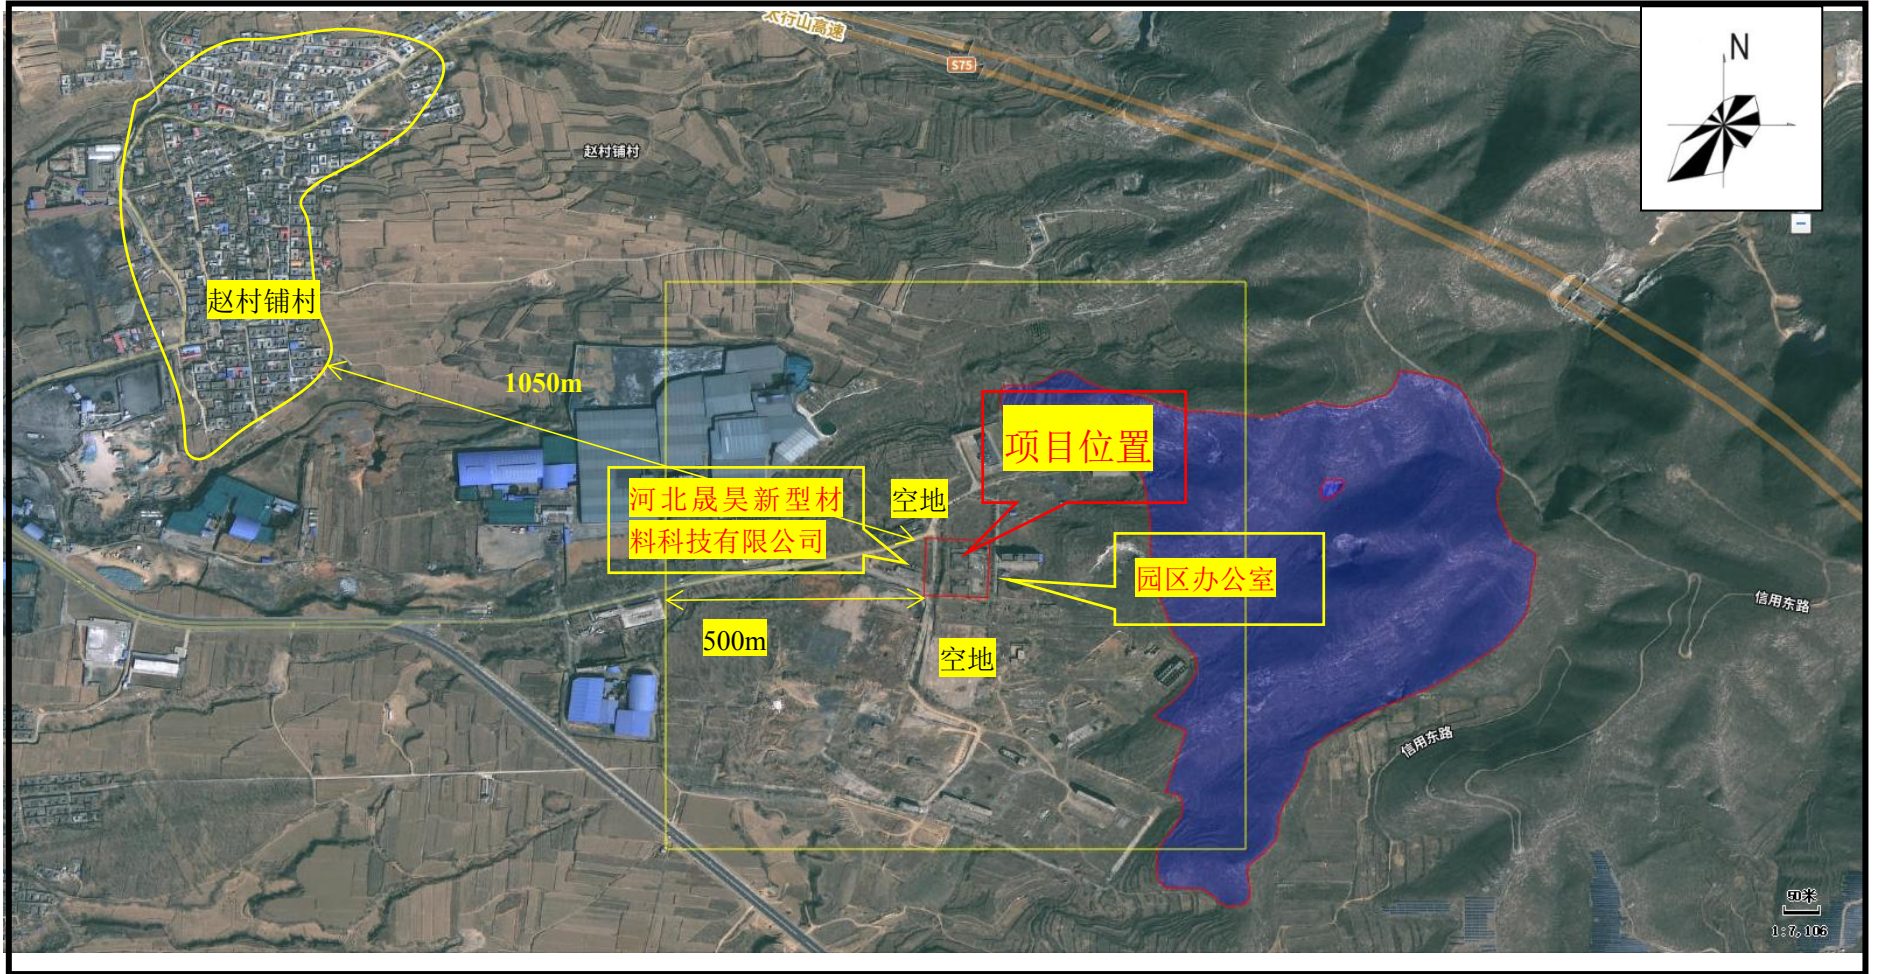 太行山高速
S75
N
赵村铺村
赵村铺村
1050m
项目位置
河北晟昊新型材
料科技有限公司
空地
园区办公室
500m
空地
信用东路
信用东路
50米
1:7,106